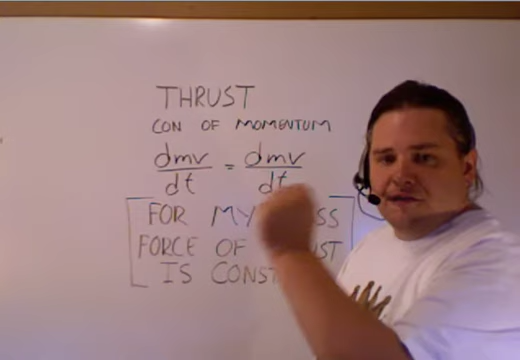 THRUST
CON OF MOMENTUM
dmv/dt = dmv/dt
FOR MY
FORCE OF
IS